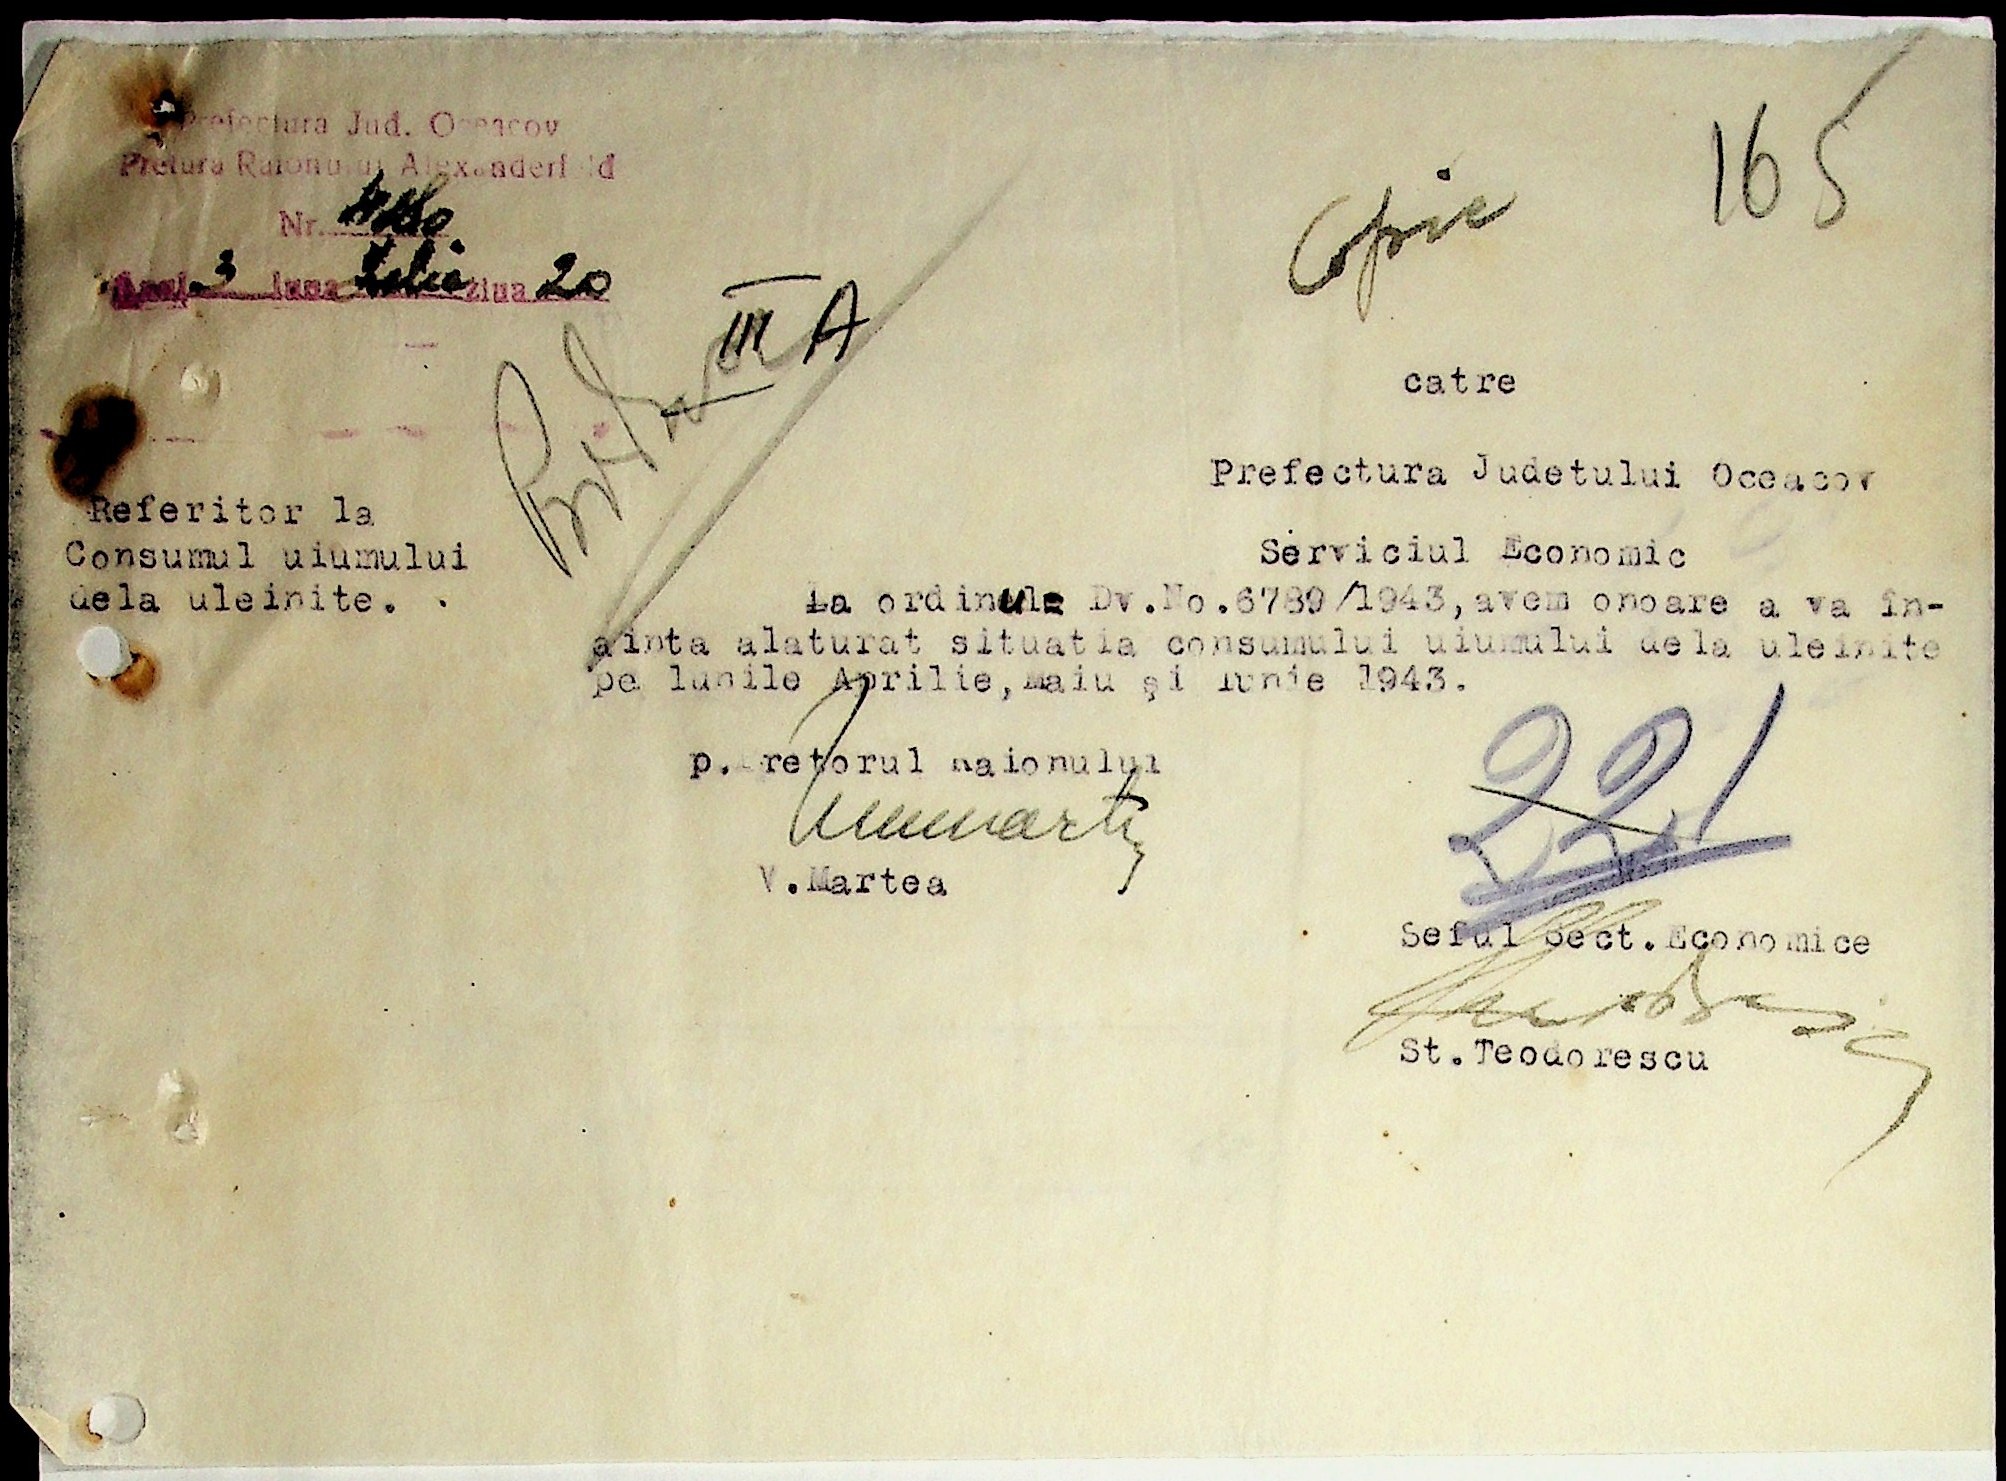 Prefectura Jud. Oceacov
Pretura Raionului Alexanderfeld
Nr.
Anul 3 luna Iulie ziua 20
165
Copie
III A
catre
Prefectura Judetului Oceacov
Serviciul Economic
Referitor la
Consumul uiumului
dela uleinite.
La ordinule Dv.No.6789/1943, avem onoare a va în-
ainta alaturat situatia consumului uiumului dela uleinite
pe lunile Aprilie, Maiu şi Iunie 1943.
p.Pretorul Raionului
V.Martea
221
Seful Sect.Economice
St.Teodorescu